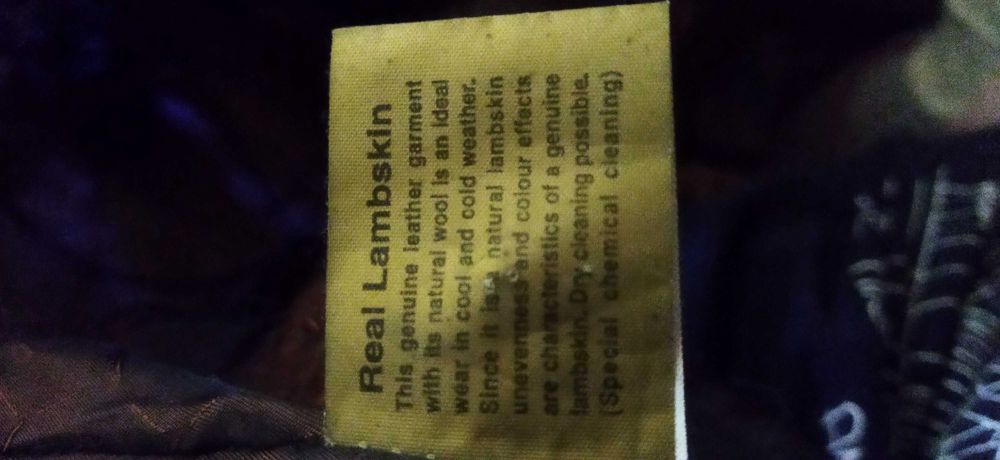 Real Lambskin
This genuine leather garment
with its natural wool is an ideal
wear in cool and cold weather.
Since it is a natural lambskin
unevenness and colour effects
are characteristics of a genuine
lambskin. Dry cleaning possible.
(Special chemical cleaning)